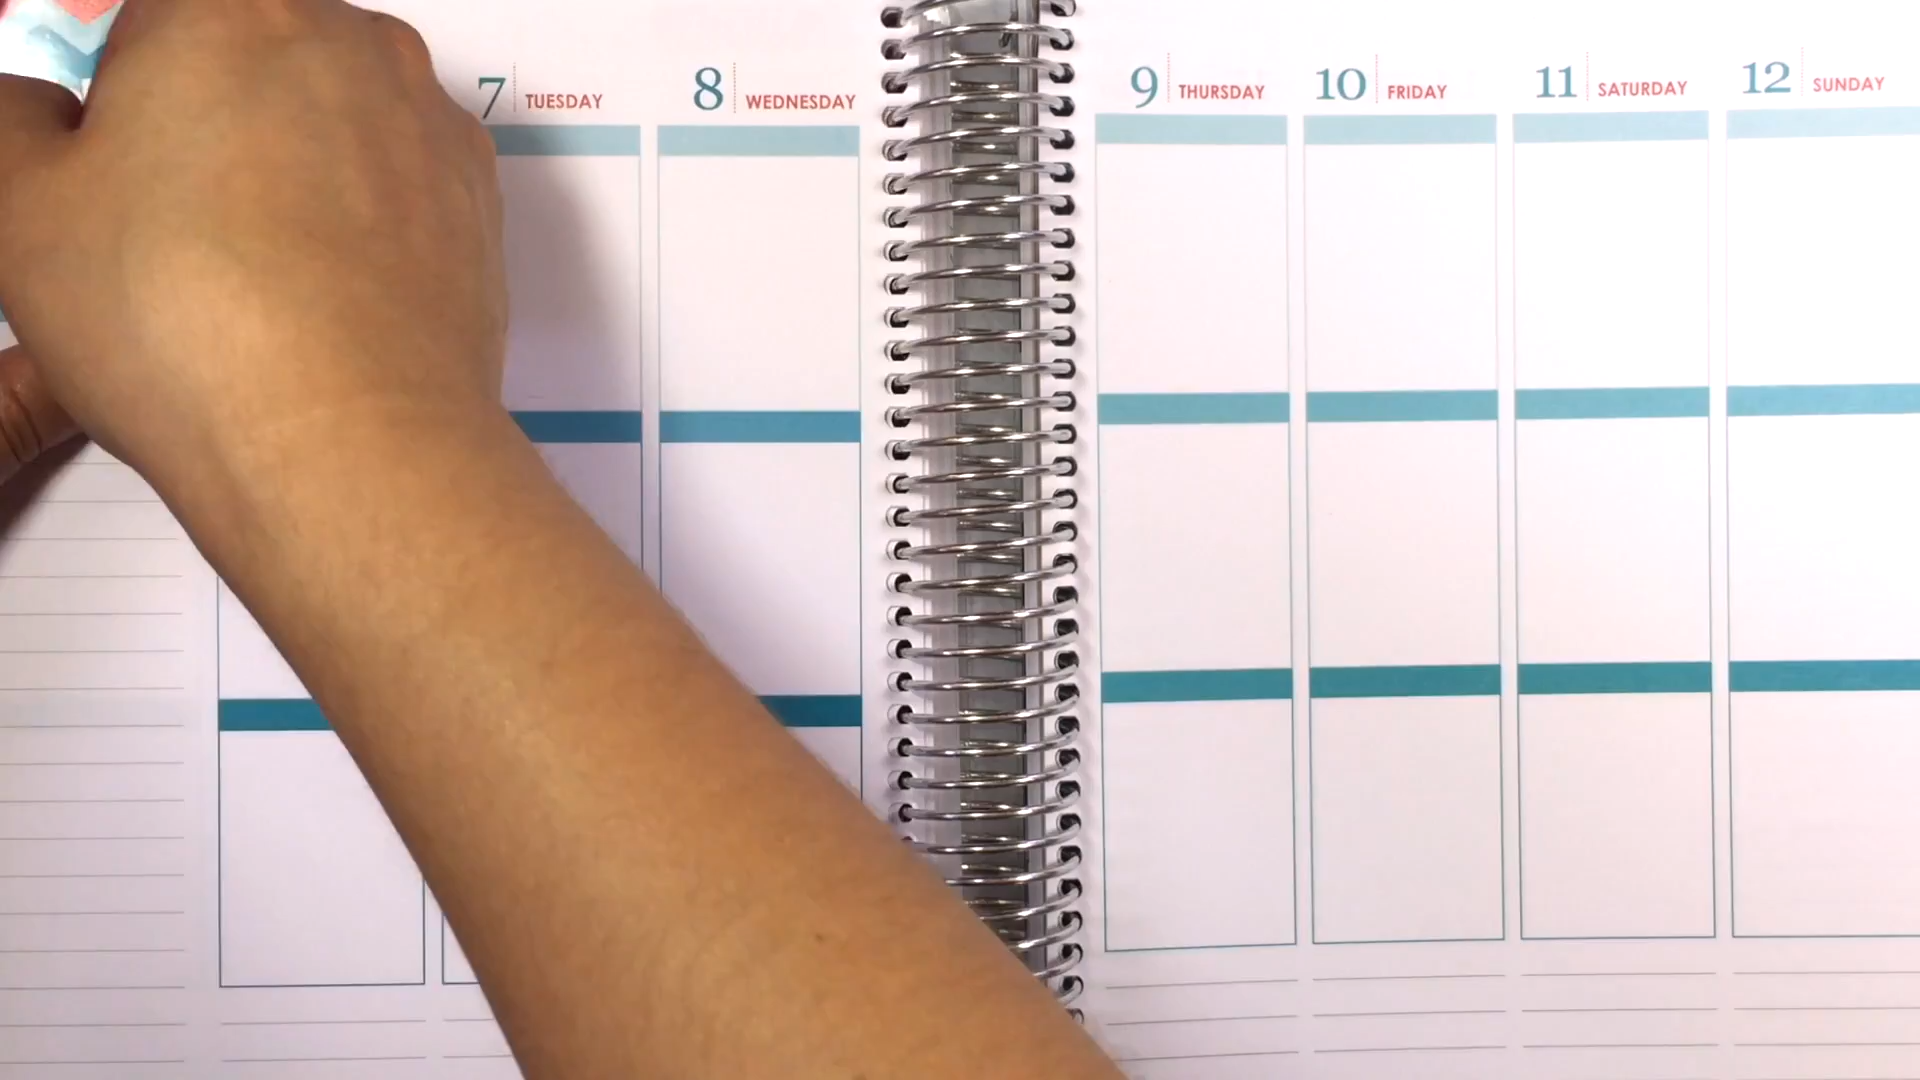 7 TUESDAY
8 WEDNESDAY
9 THURSDAY
10 FRIDAY
11 SATURDAY
12 SUNDAY